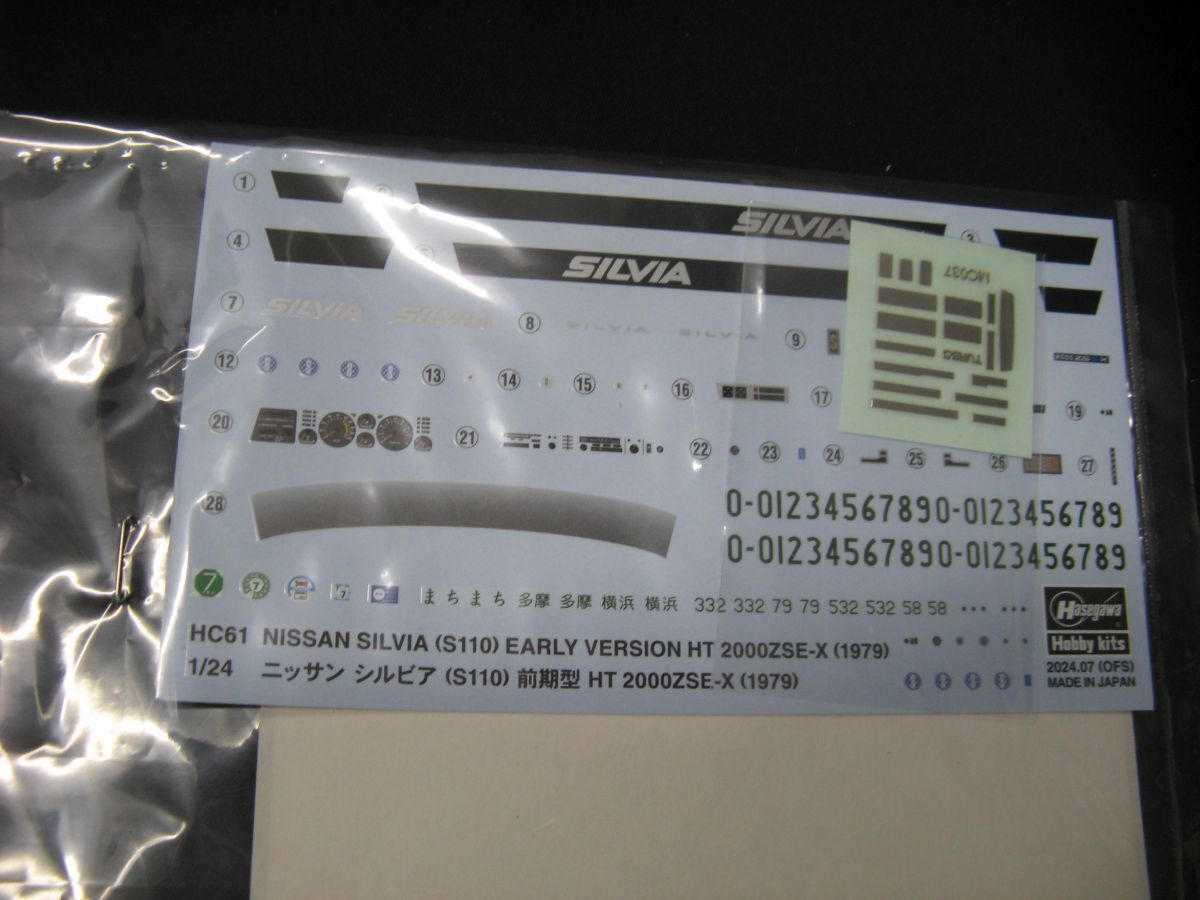 1
SILVIA
3
4
SILVIA
MC037
7 SILVIA SILVIA 8 SILVIA SILVIA 9 S
TURBO
12 13 14 15 16 17 19
20 21 22 23 24 25 26 27
28
0-01234567890-0123456789
0-01234567890-0123456789
7 7 7
まちまち 多摩 多摩 横浜 横浜 332 332 79 79 532 532 58 58
HC61 NISSAN SILVIA (S110) EARLY VERSION HT 2000ZSE-X (1979)
1/24 ニッサン シルビア (S110) 前期型 HT 2000ZSE-X (1979)
Hasegawa
Hobby kits
2024.07 (OFS)
MADE IN JAPAN